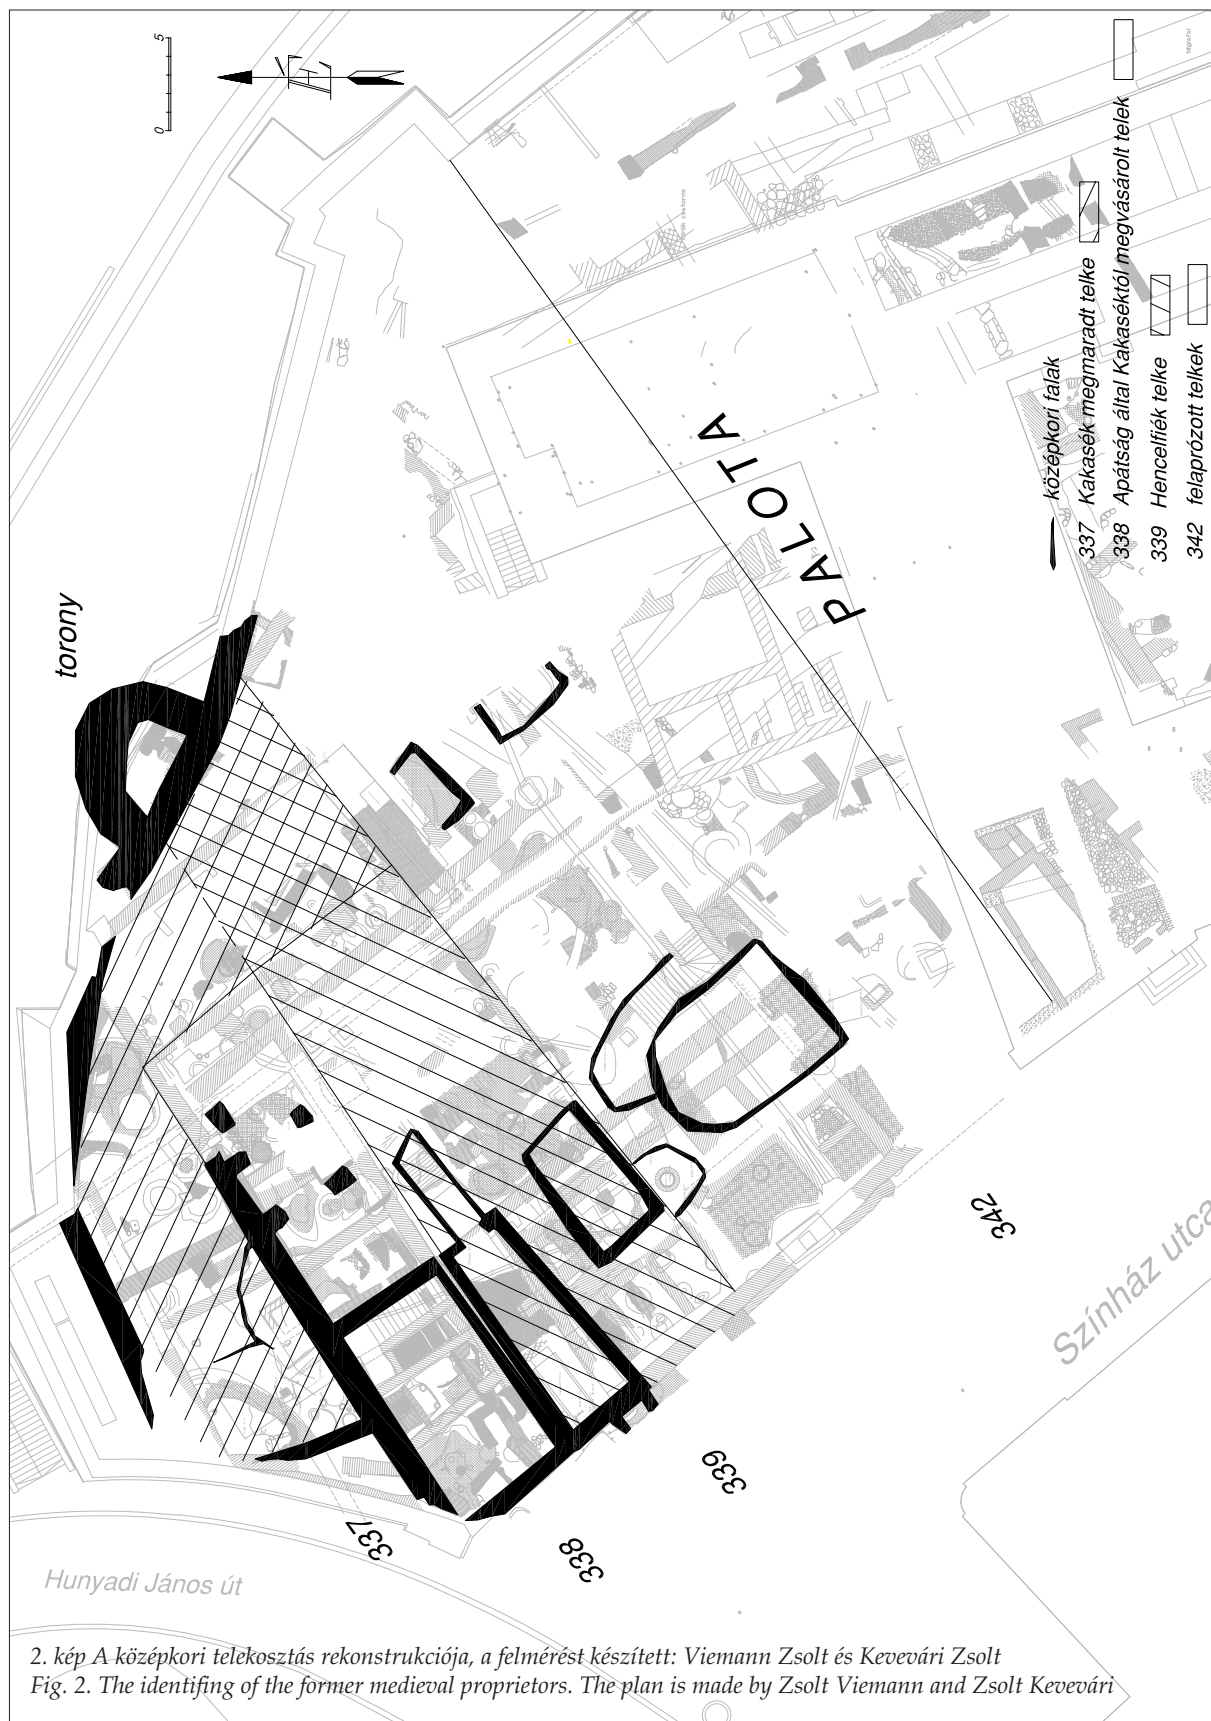 0 5
torony
PALOTA
középkori falak
337 Kakasék megmaradt telke
338 Apátság által Kakaséktól megvásárolt telek
339 Hencelfiék telke
342 felaprózott telkek
342
Színház utca
339
338
337
Hunyadi János út
2. kép A középkori telekosztás rekonstrukciója, a felmérést készített: Viemann Zsolt és Kevevári Zsolt
Fig. 2. The identifing of the former medieval proprietors. The plan is made by Zsolt Viemann and Zsolt Kevevári